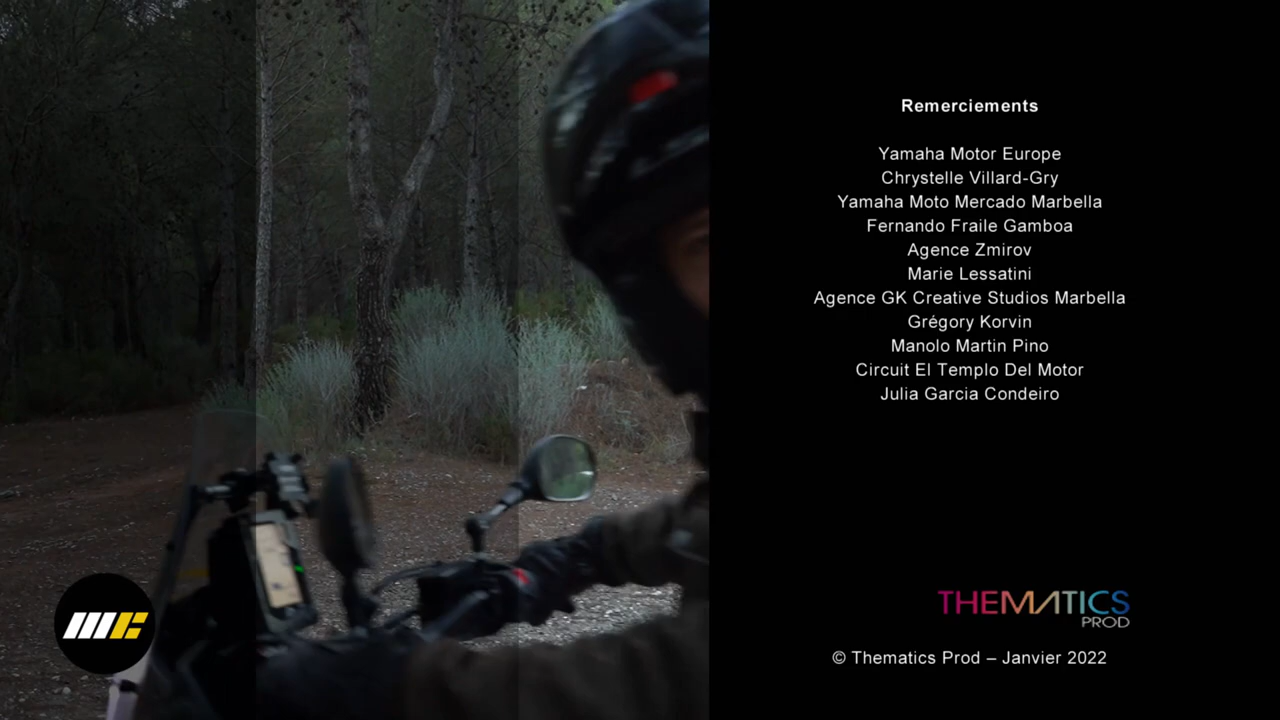 Remerciements
Yamaha Motor Europe
Chrystelle Villard-Gry
Yamaha Moto Mercado Marbella
Fernando Fraile Gamboa
Agence Zmirov
Marie Lessatini
Agence GK Creative Studios Marbella
Grégory Korvin
Manolo Martin Pino
Circuit El Templo Del Motor
Julia Garcia Condeiro
THEMATICS
PROD
© Thematics Prod – Janvier 2022